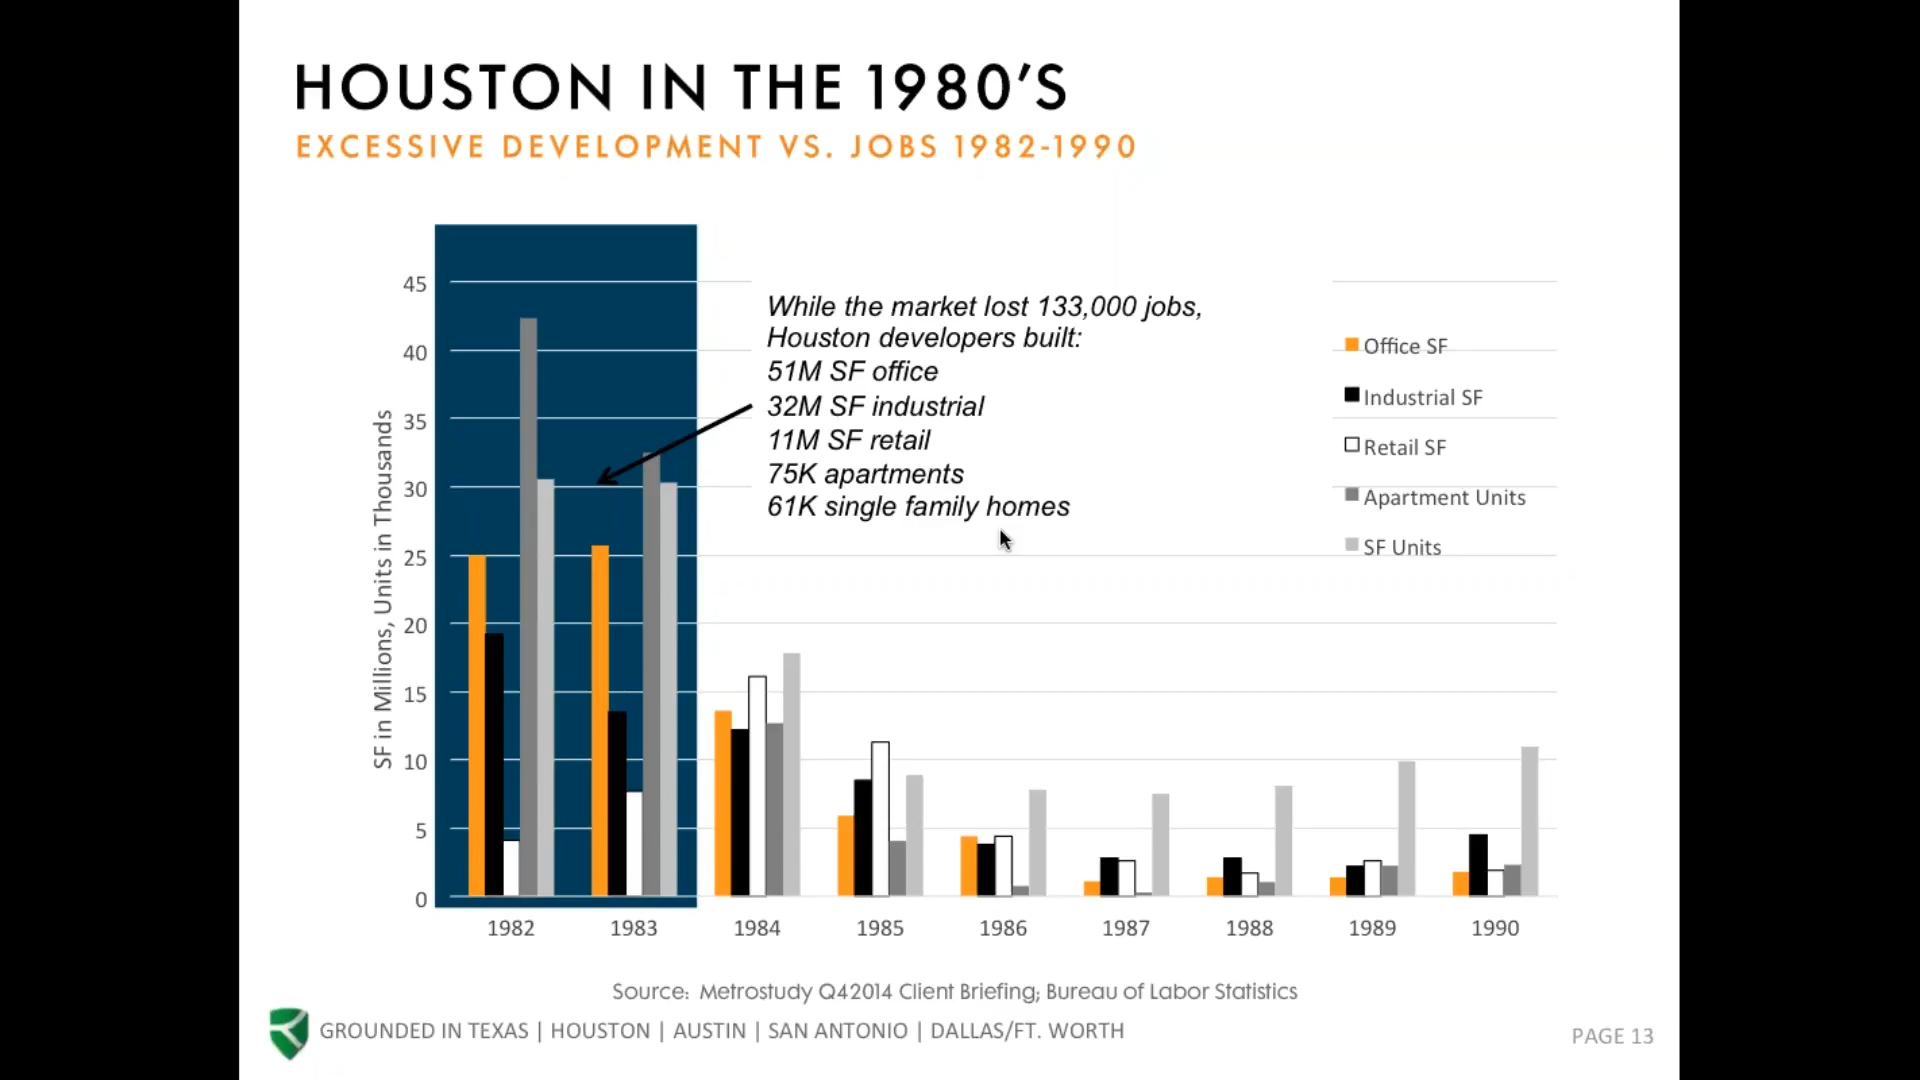 HOUSTON IN THE 1980'S
EXCESSIVE DEVELOPMENT VS. JOBS 1982-1990
SF in Millions, Units in Thousands
45
40
35
30
25
20
15
10
5
0
While the market lost 133,000 jobs,
Houston developers built:
51M SF office
32M SF industrial
11M SF retail
75K apartments
61K single family homes
Office SF
Industrial SF
Retail SF
Apartment Units
SF Units
1982 1983 1984 1985 1986 1987 1988 1989 1990
Source: Metrostudy Q42014 Client Briefing; Bureau of Labor Statistics
GROUNDED IN TEXAS | HOUSTON | AUSTIN | SAN ANTONIO | DALLAS/FT. WORTH
PAGE 13